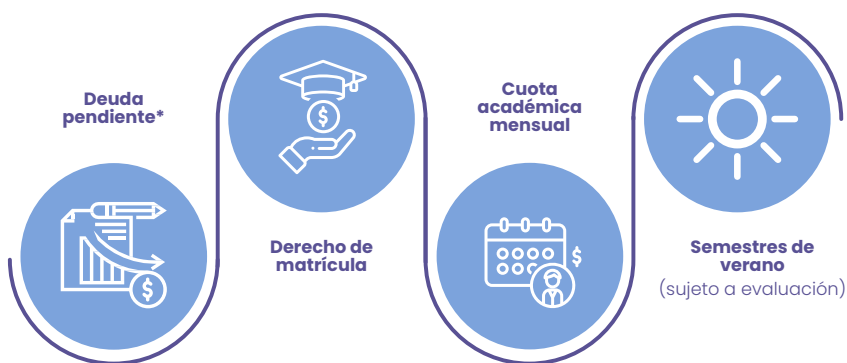 Deuda
pendiente*
$
Derecho de
matrícula
$
Cuota
académica
mensual
$
Semestres de
verano
(sujeto a evaluación)